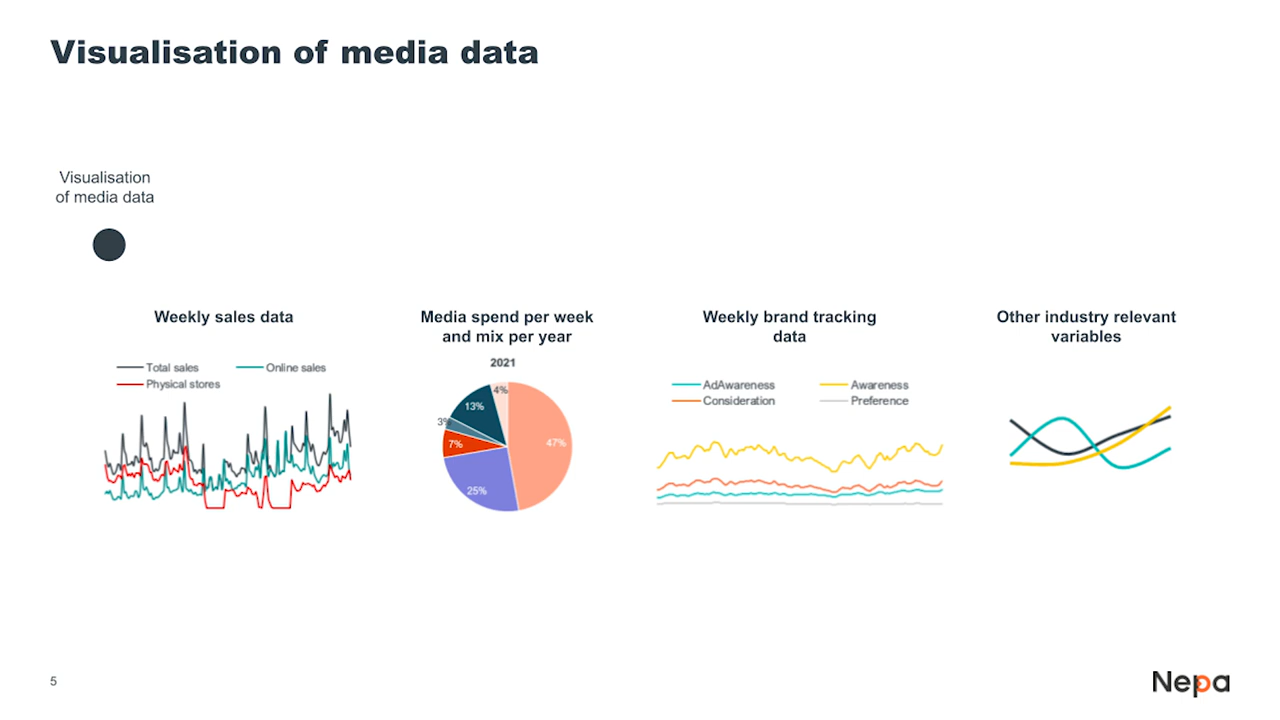 Visualisation of media data
Visualisation
of media data
Weekly sales data
Total sales
Online sales
Physical stores
Media spend per week
and mix per year
2021
4%
13%
3%
7%
25%
47%
Weekly brand tracking
data
AdAwareness
Awareness
Consideration
Preference
Other industry relevant
variables
5
Nepa